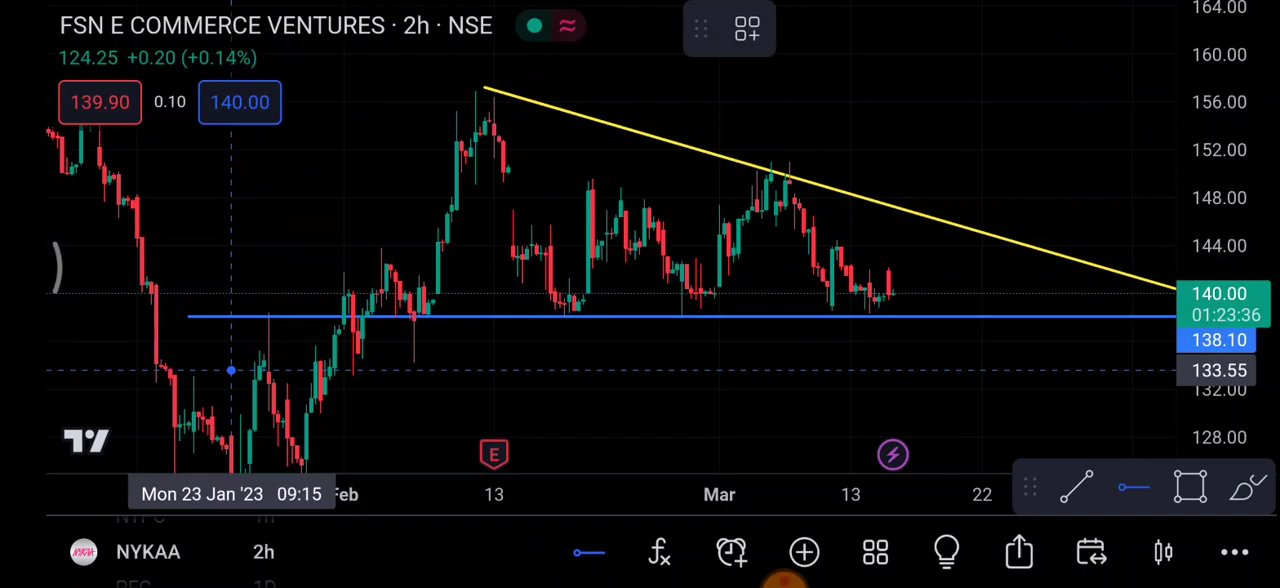 FSN E COMMERCE VENTURES · 2h · NSE
124.25 +0.20 (+0.14%)
139.90 0.10 140.00
164.00
160.00
156.00
152.00
148.00
144.00
140.00
01:23:36
138.10
133.55
132.00
128.00
E
Mon 23 Jan '23 09:15 Feb 13 Mar 13 22
NYKAA 2h